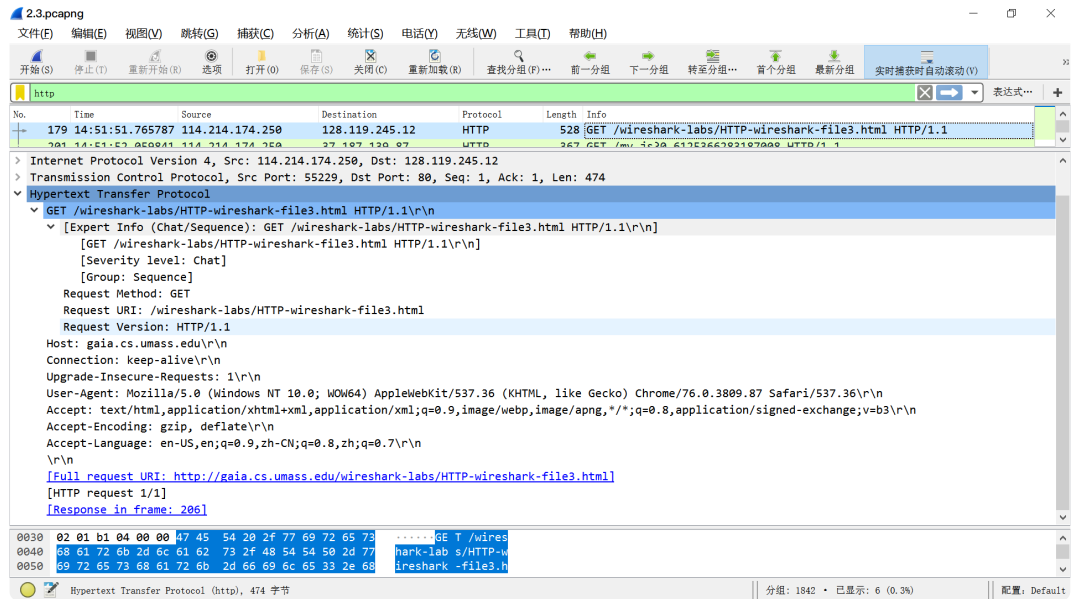 2.3.pcapng
文件(F) 编辑(E) 视图(V) 跳转(G) 捕获(C) 分析(A) 统计(S) 电话(Y) 无线(W) 工具(T) 帮助(H)
开始(S) 停止(T) 重新开始(R) 选项 打开(O) 保存(S) 关闭(C) 重新加载(R) 查找分组(F)… 前一分组 下一分组 转至分组… 首个分组 最新分组 实时捕获时自动滚动(V) »
http 表达式… +
No. Time Source Destination Protocol Length Info
179 14:51:51.765787 114.214.174.250 128.119.245.12 HTTP 528 GET /wireshark-labs/HTTP-wireshark-file3.html HTTP/1.1
201 14:51:52.059841 114.214.174.250 37.187.139.87 HTTP 367 GET
Internet Protocol Version 4, Src: 114.214.174.250, Dst: 128.119.245.12
Transmission Control Protocol, Src Port: 55229, Dst Port: 80, Seq: 1, Ack: 1, Len: 474
Hypertext Transfer Protocol
GET /wireshark-labs/HTTP-wireshark-file3.html HTTP/1.1\r\n
[Expert Info (Chat/Sequence): GET /wireshark-labs/HTTP-wireshark-file3.html HTTP/1.1\r\n]
[GET /wireshark-labs/HTTP-wireshark-file3.html HTTP/1.1\r\n]
[Severity level: Chat]
[Group: Sequence]
Request Method: GET
Request URI: /wireshark-labs/HTTP-wireshark-file3.html
Request Version: HTTP/1.1
Host: gaia.cs.umass.edu\r\n
Connection: keep-alive\r\n
Upgrade-Insecure-Requests: 1\r\n
User-Agent: Mozilla/5.0 (Windows NT 10.0; WOW64) AppleWebKit/537.36 (KHTML, like Gecko) Chrome/76.0.3809.87 Safari/537.36\r\n
Accept: text/html,application/xhtml+xml,application/xml;q=0.9,image/webp,image/apng,*/*;q=0.8,application/signed-exchange;v=b3\r\n
Accept-Encoding: gzip, deflate\r\n
Accept-Language: en-US,en;q=0.9,zh-CN;q=0.8,zh;q=0.7\r\n
\r\n
[Full request URI: http://gaia.cs.umass.edu/wireshark-labs/HTTP-wireshark-file3.html]
[HTTP request 1/1]
[Response in frame: 206]
0030 02 01 b1 04 00 00 47 45 54 20 2f 77 69 72 65 73 ······GE T /wires
0040 68 61 72 6b 2d 6c 61 62 73 2f 48 54 54 50 2d 77 hark-lab s/HTTP-w
0050 69 72 65 73 68 61 72 6b 2d 66 69 6c 65 33 2e 68 ireshark -file3.h
Hypertext Transfer Protocol (http), 474 字节 分组: 1842 · 已显示: 6 (0.3%) 配置: Default